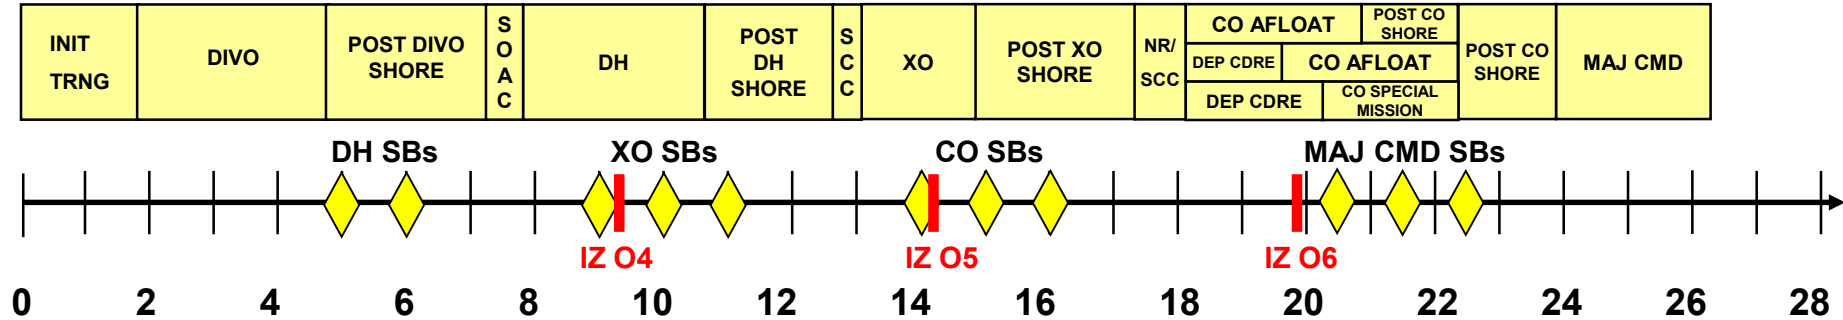 INIT
TRNG
DIVO
POST DIVO
SHORE
S
O
A
C
DH
POST
DH
SHORE
S
C
C
XO
POST XO
SHORE
NR/
SCC
CO AFLOAT
POST CO
SHORE
DEP CDRE
CO AFLOAT
DEP CDRE
CO SPECIAL
MISSION
POST CO
SHORE
MAJ CMD
DH SBs
XO SBs
CO SBs
MAJ CMD SBs
IZ O4
IZ O5
IZ O6
0 2 4 6 8 10 12 14 16 18 20 22 24 26 28